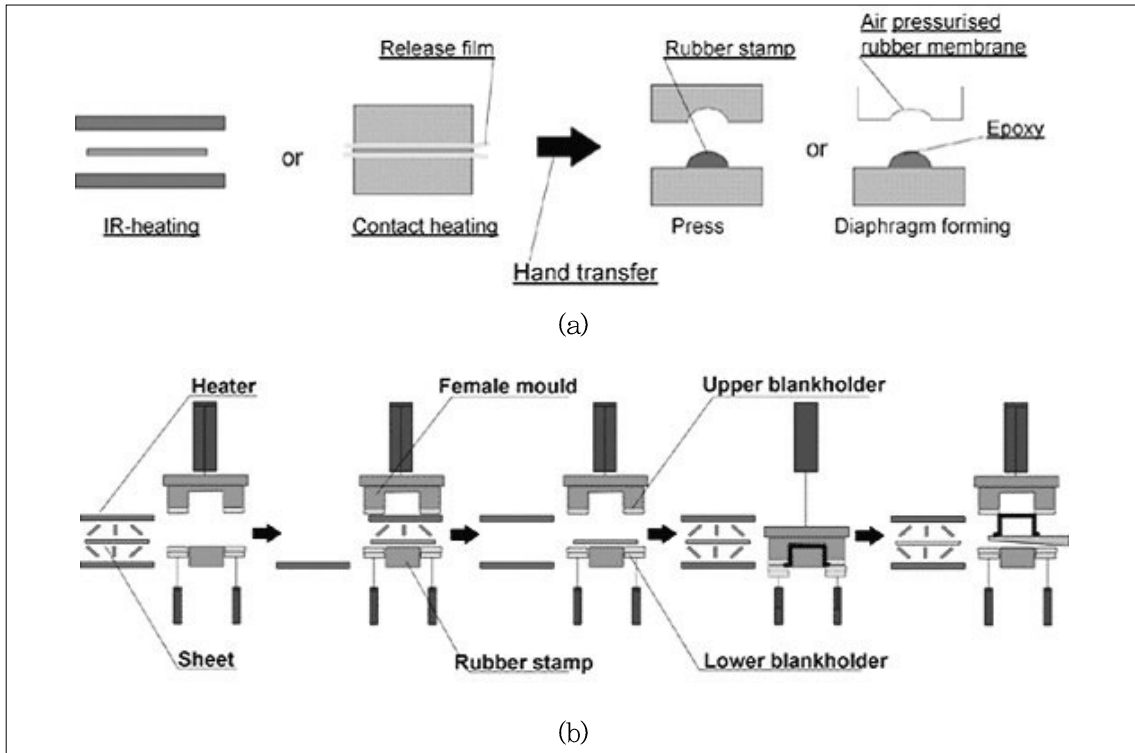 Release film
Rubber stamp
Air pressurised
rubber membrane
Epoxy
or
or
IR-heating
Contact heating
Press
Diaphragm forming
Hand transfer
(a)
Heater
Female mould
Upper blankholder
Sheet
Rubber stamp
Lower blankholder
(b)